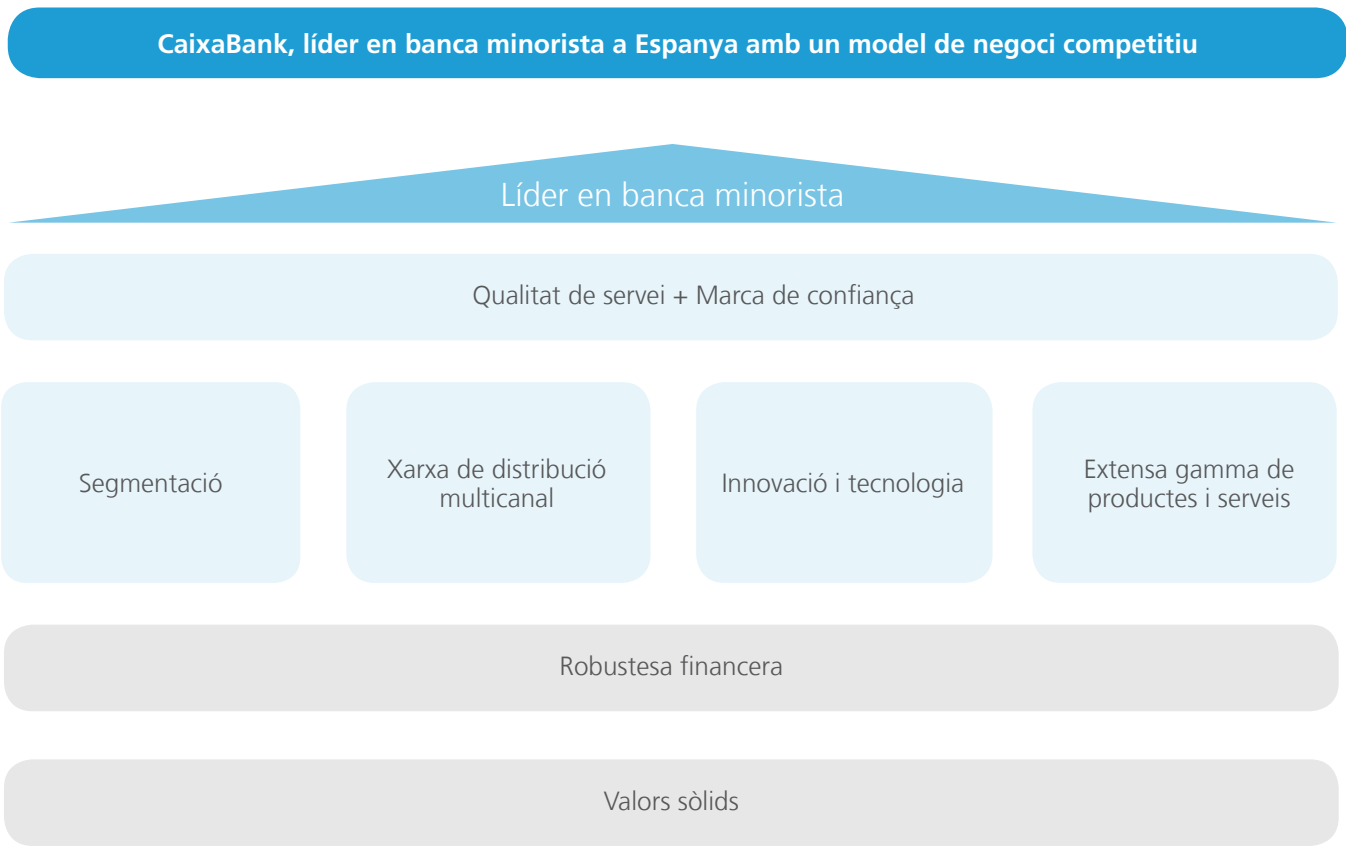 CaixaBank, líder en banca minorista a Espanya amb un model de negoci competitiu
Líder en banca minorista
Qualitat de servei + Marca de confiança
Segmentació
Xarxa de distribució
multicanal
Innovació i tecnologia
Extensa gamma de
productes i serveis
Robustesa financera
Valors sòlids